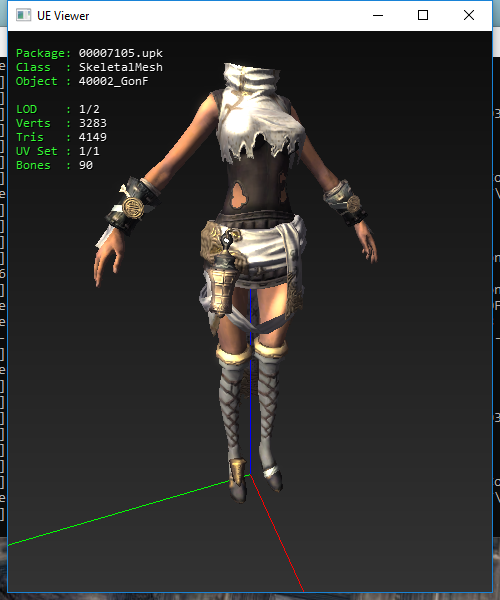 UE Viewer
Package: 00007105.upk
Class : SkeletalMesh
Object : 40002_GonF
LOD : 1/2
Verts : 3283
Tris : 4149
UV Set : 1/1
Bones : 90